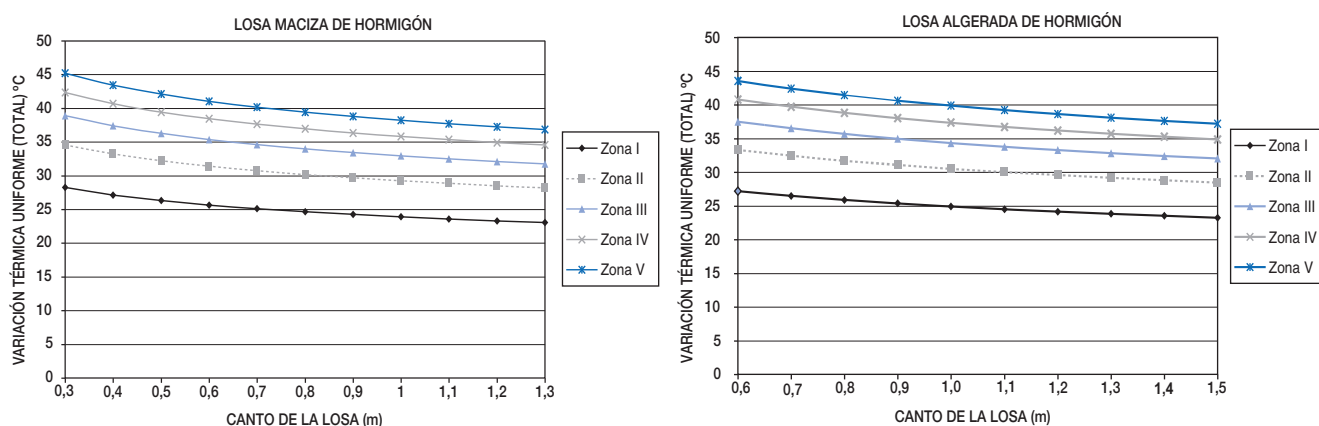 LOSA MACIZA DE HORMIGÓN
VARIACIÓN TÉRMICA UNIFORME (TOTAL) ºC
50
45
40
35
30
25
20
15
10
5
0
0,3 0,4 0,5 0,6 0,7 0,8 0,9 1 1,1 1,2 1,3
CANTO DE LA LOSA (m)
Zona I
Zona II
Zona III
Zona IV
Zona V
LOSA ALGERADA DE HORMIGÓN
VARIACIÓN TÉRMICA UNIFORME (TOTAL) ºC
50
45
40
35
30
25
20
15
10
5
0
0,6 0,7 0,8 0,9 1,0 1,1 1,2 1,3 1,4 1,5
CANTO DE LA LOSA (m)
Zona I
Zona II
Zona III
Zona IV
Zona V